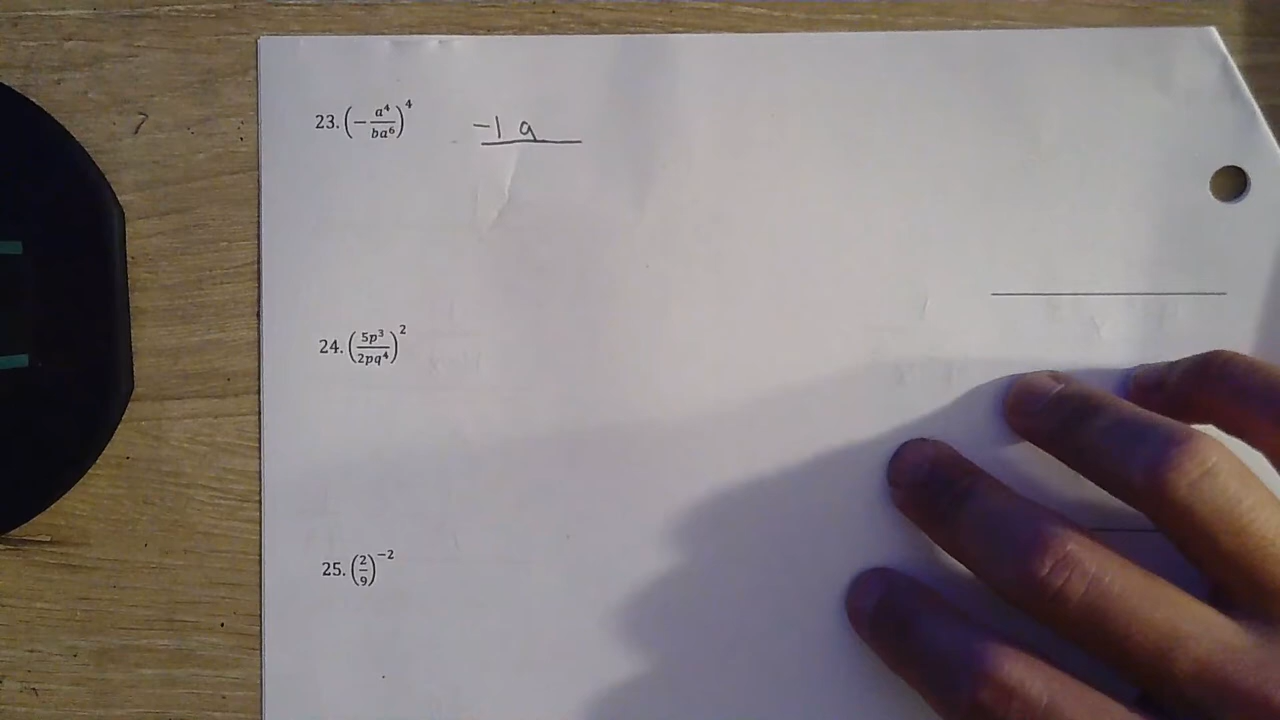 23. (-a⁴/ba⁶)⁴ -1 a
24. (5p³/2pq⁴)²
25. (2/9)⁻²